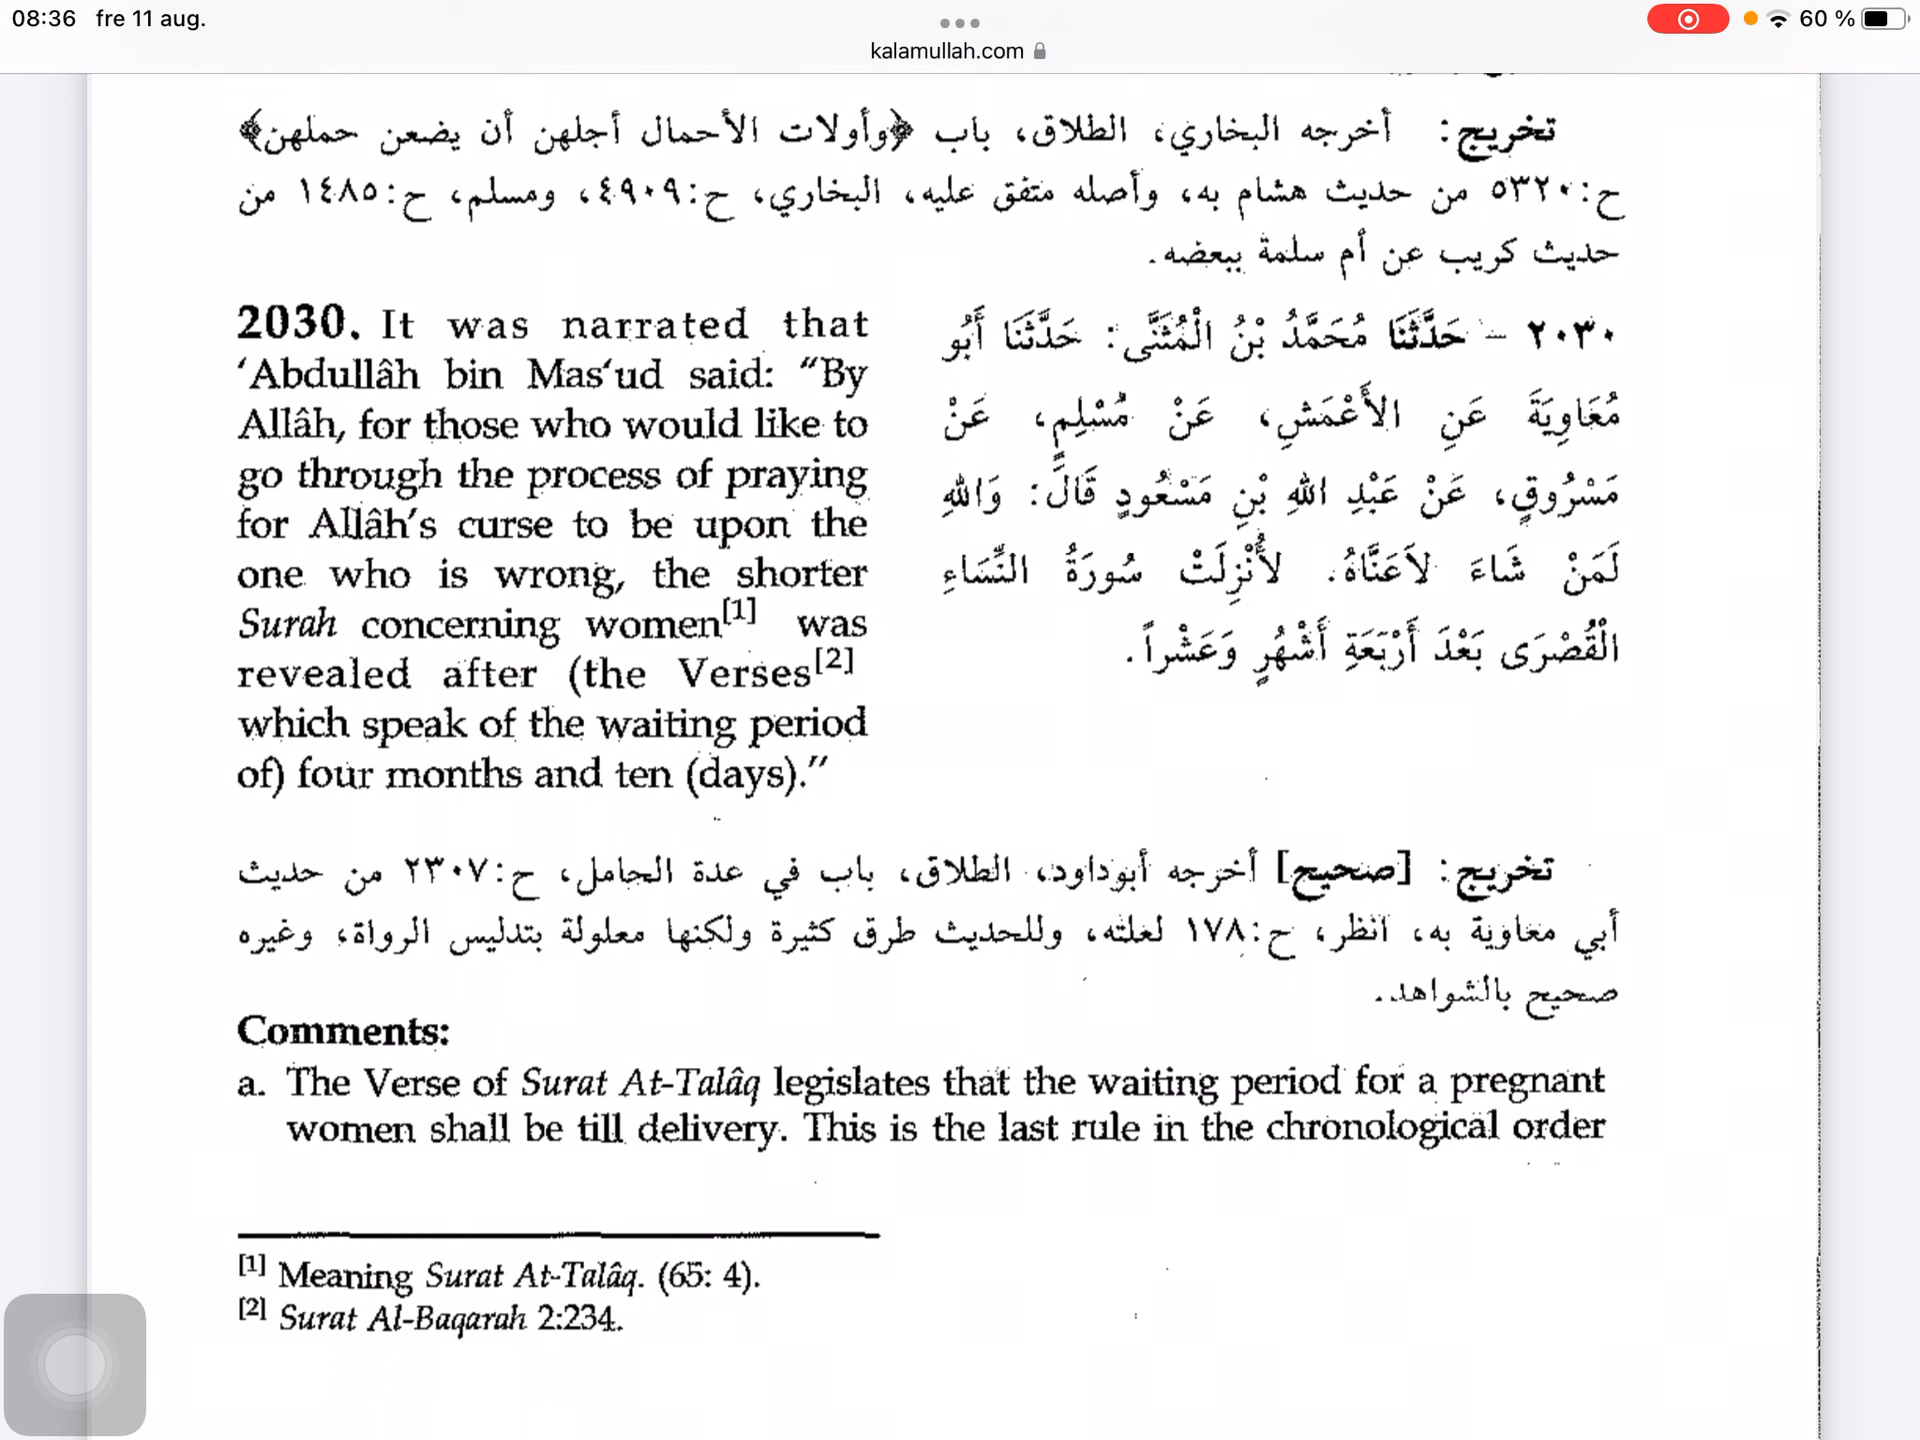 08:36 fre 11 aug.
60 %
kalamullah.com
تخريج: أخرجه البخاري، الطلاق، باب ﴿وأولات الأحمال أجلهن أن يضعن حملهن﴾
ح:٥٣٢٠ من حديث هشام به، وأصله متفق عليه، البخاري، ح:٤٩٠٩، ومسلم، ح:١٤٨٥ من
حديث كريب عن أم سلمة ببعضه.
2030. It was narrated that
‘Abdullâh bin Mas‘ud said: “By
Allâh, for those who would like to
go through the process of praying
for Allâh’s curse to be upon the
one who is wrong, the shorter
Surah concerning women[1] was
revealed after (the Verses[2]
which speak of the waiting period
of) four months and ten (days).”
٢٠٣٠ – حَدَّثَنَا مُحَمَّدُ بْنُ الْمُثَنَّى: حَدَّثَنَا أَبُو
مُعَاوِيَةَ عَنِ الأَعْمَشِ، عَنْ مُسْلِمٍ، عَنْ
مَسْرُوقٍ، عَنْ عَبْدِ اللهِ بْنِ مَسْعُودٍ قَالَ: وَاللهِ
لَمَنْ شَاءَ لاَعَنَّاهُ. لأُنْزِلَتْ سُورَةُ النِّسَاءِ
الْقُصْرَى بَعْدَ أَرْبَعَةِ أَشْهُرٍ وَعَشْراً.
تخريج: [صحيح] أخرجه أبوداود، الطلاق، باب في عدة الحامل، ح:٢٣٠٧ من حديث
أبي معاوية به، انظر، ح:١٧٨ لعلته، وللحديث طرق كثيرة ولكنها معلولة بتدليس الرواة، وغيره
صحيح بالشواهد.
Comments:
a. The Verse of Surat At-Talâq legislates that the waiting period for a pregnant
women shall be till delivery. This is the last rule in the chronological order
[1] Meaning Surat At-Talâq. (65: 4).
[2] Surat Al-Baqarah 2:234.